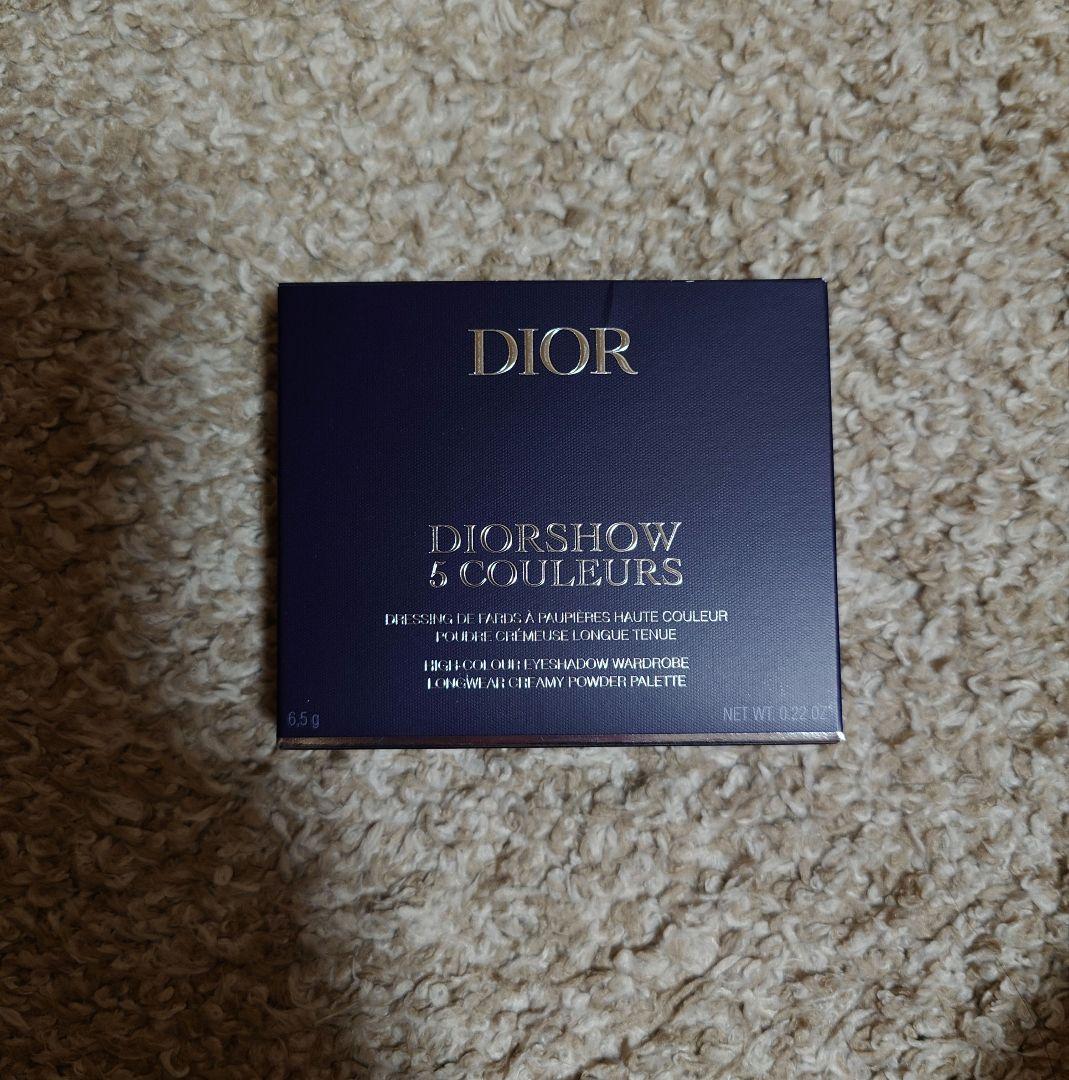 DIOR
DIORSHOW
5 COULEURS
DRESSING DE FARDS À PAUPIÈRES HAUTE COULEUR
POUDRE CRÉMEUSE LONGUE TENUE
HIGH-COLOUR EYESHADOW WARDROBE
LONGWEAR CREAMY POWDER PALETTE
6,5 g NET WT. 0.22 OZ